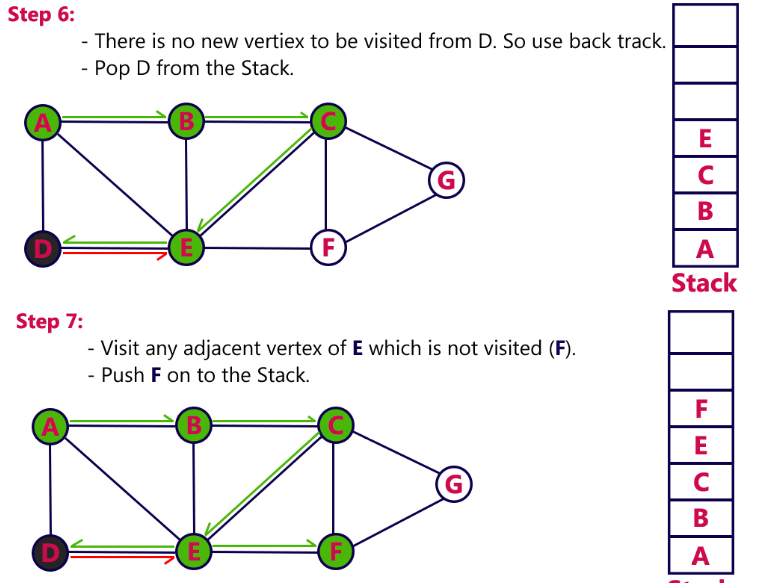 Step 6:
- There is no new vertiex to be visited from D. So use back track.
- Pop D from the Stack.
A B C
G
D E F
E
C
B
A
Stack
Step 7:
- Visit any adjacent vertex of E which is not visited (F).
- Push F on to the Stack.
A B C
G
D E F
F
E
C
B
A